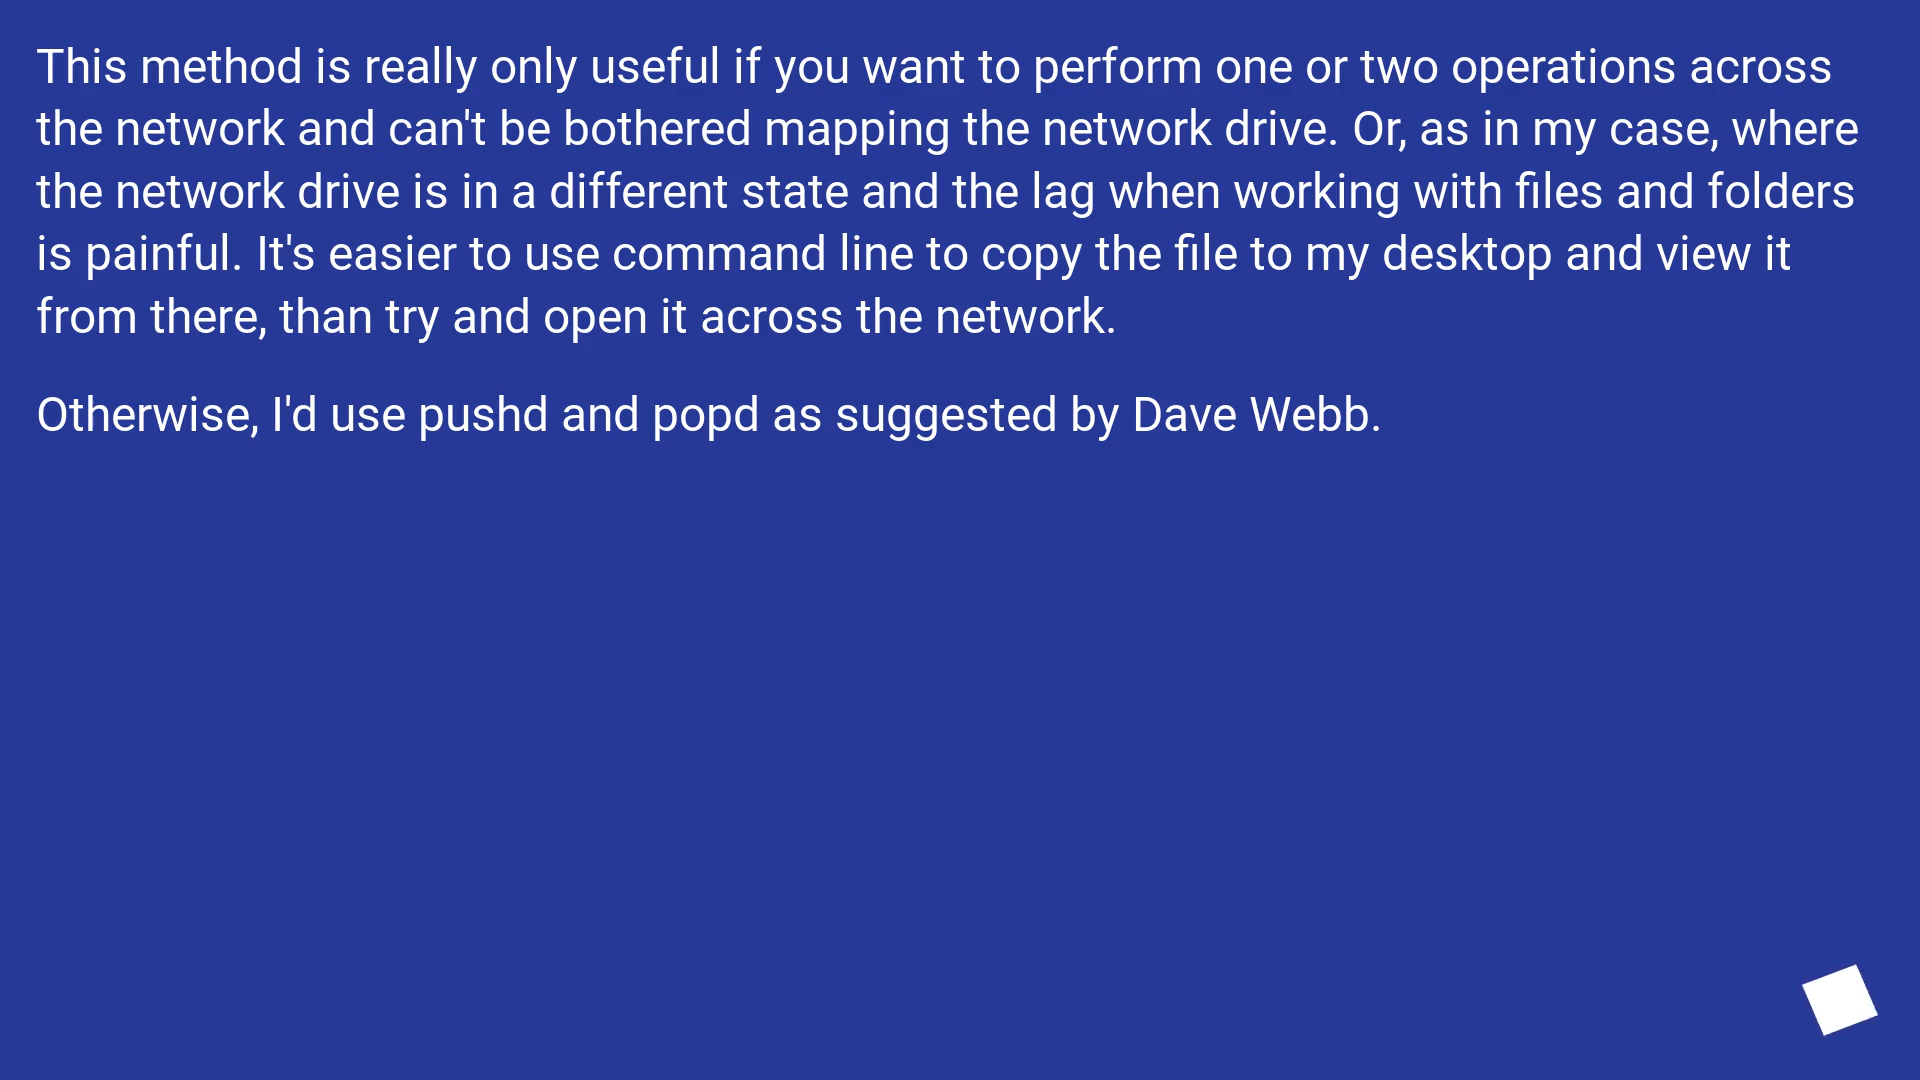 This method is really only useful if you want to perform one or two operations across
the network and can't be bothered mapping the network drive. Or, as in my case, where
the network drive is in a different state and the lag when working with files and folders
is painful. It's easier to use command line to copy the file to my desktop and view it
from there, than try and open it across the network.
Otherwise, I'd use pushd and popd as suggested by Dave Webb.